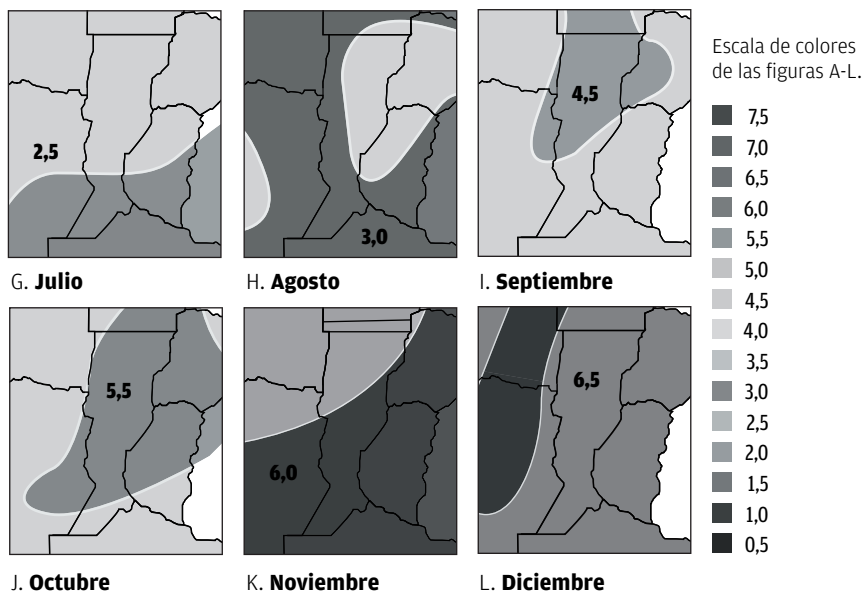 2,5
3,0
4,5
G. Julio
H. Agosto
I. Septiembre
5,5
6,0
6,5
J. Octubre
K. Noviembre
L. Diciembre
Escala de colores
de las figuras A-L.
7,5
7,0
6,5
6,0
5,5
5,0
4,5
4,0
3,5
3,0
2,5
2,0
1,5
1,0
0,5